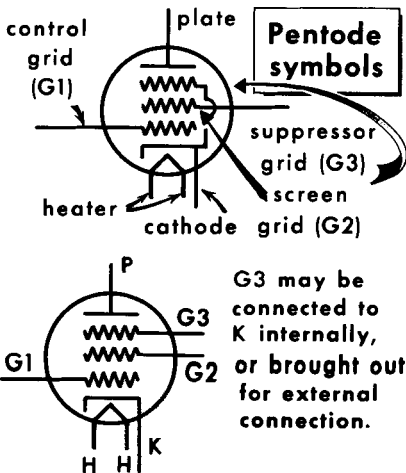 plate
control
grid
(G1)
Pentode
symbols
suppressor
grid (G3)
screen
grid (G2)
heater
cathode
P
G3
G2
G1
K
H H
G3 may be
connected to
K internally,
or brought out
for external
connection.